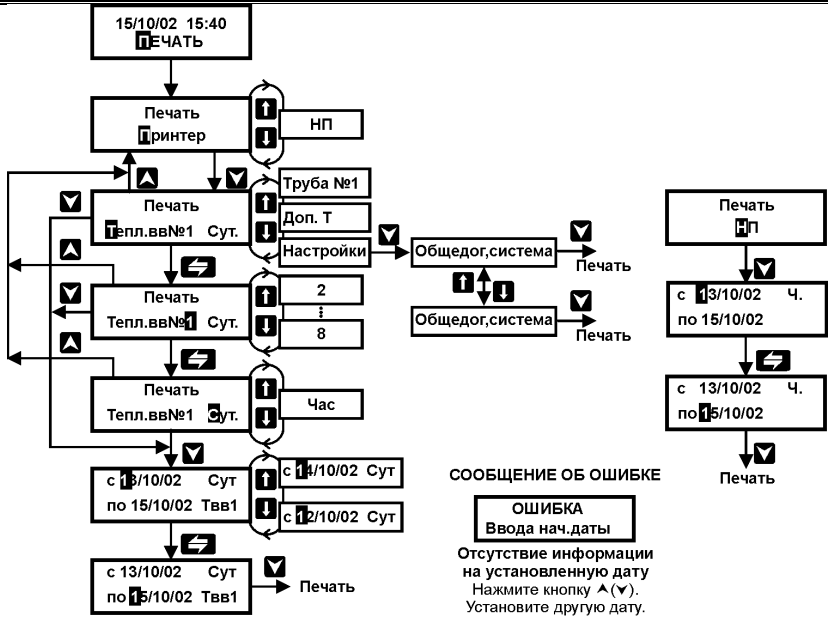 15/10/02 15:40
ПЕЧАТЬ
Печать
Принтер
НП
Печать
Тепл.вв№1 Сут.
Труба №1
Доп. Т
Настройки
Общедог,система
Печать
Общедог,система
Печать
Печать
Тепл.вв№1 Сут.
2
8
Печать
Тепл.вв№1 Сут.
Час
с 13/10/02 Сут
по 15/10/02 Твв1
с 14/10/02 Сут
с 12/10/02 Сут
с 13/10/02 Сут
по 15/10/02 Твв1
Печать
Печать
НП
с 13/10/02 Ч.
по 15/10/02
с 13/10/02 Ч.
по 15/10/02
Печать
СООБЩЕНИЕ ОБ ОШИБКЕ
ОШИБКА
Ввода нач.даты
Отсутствие информации
на установленную дату
Нажмите кнопку ⮝(⮟).
Установите другую дату.